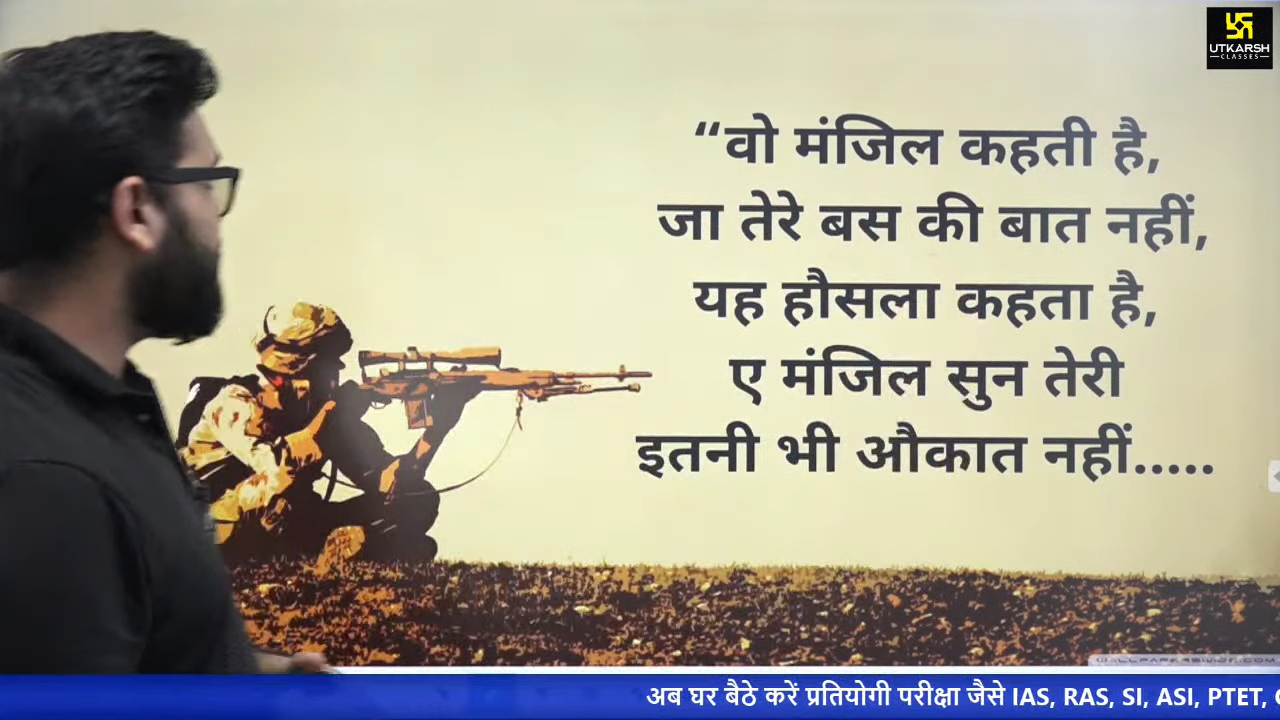 UTKARSH
CLASSES
“वो मंजिल कहती है,
जा तेरे बस की बात नहीं,
यह हौसला कहता है,
ए मंजिल सुन तेरी
इतनी भी औकात नहीं.....
अब घर बैठे करें प्रतियोगी परीक्षा जैसे IAS, RAS, SI, ASI, PTET,